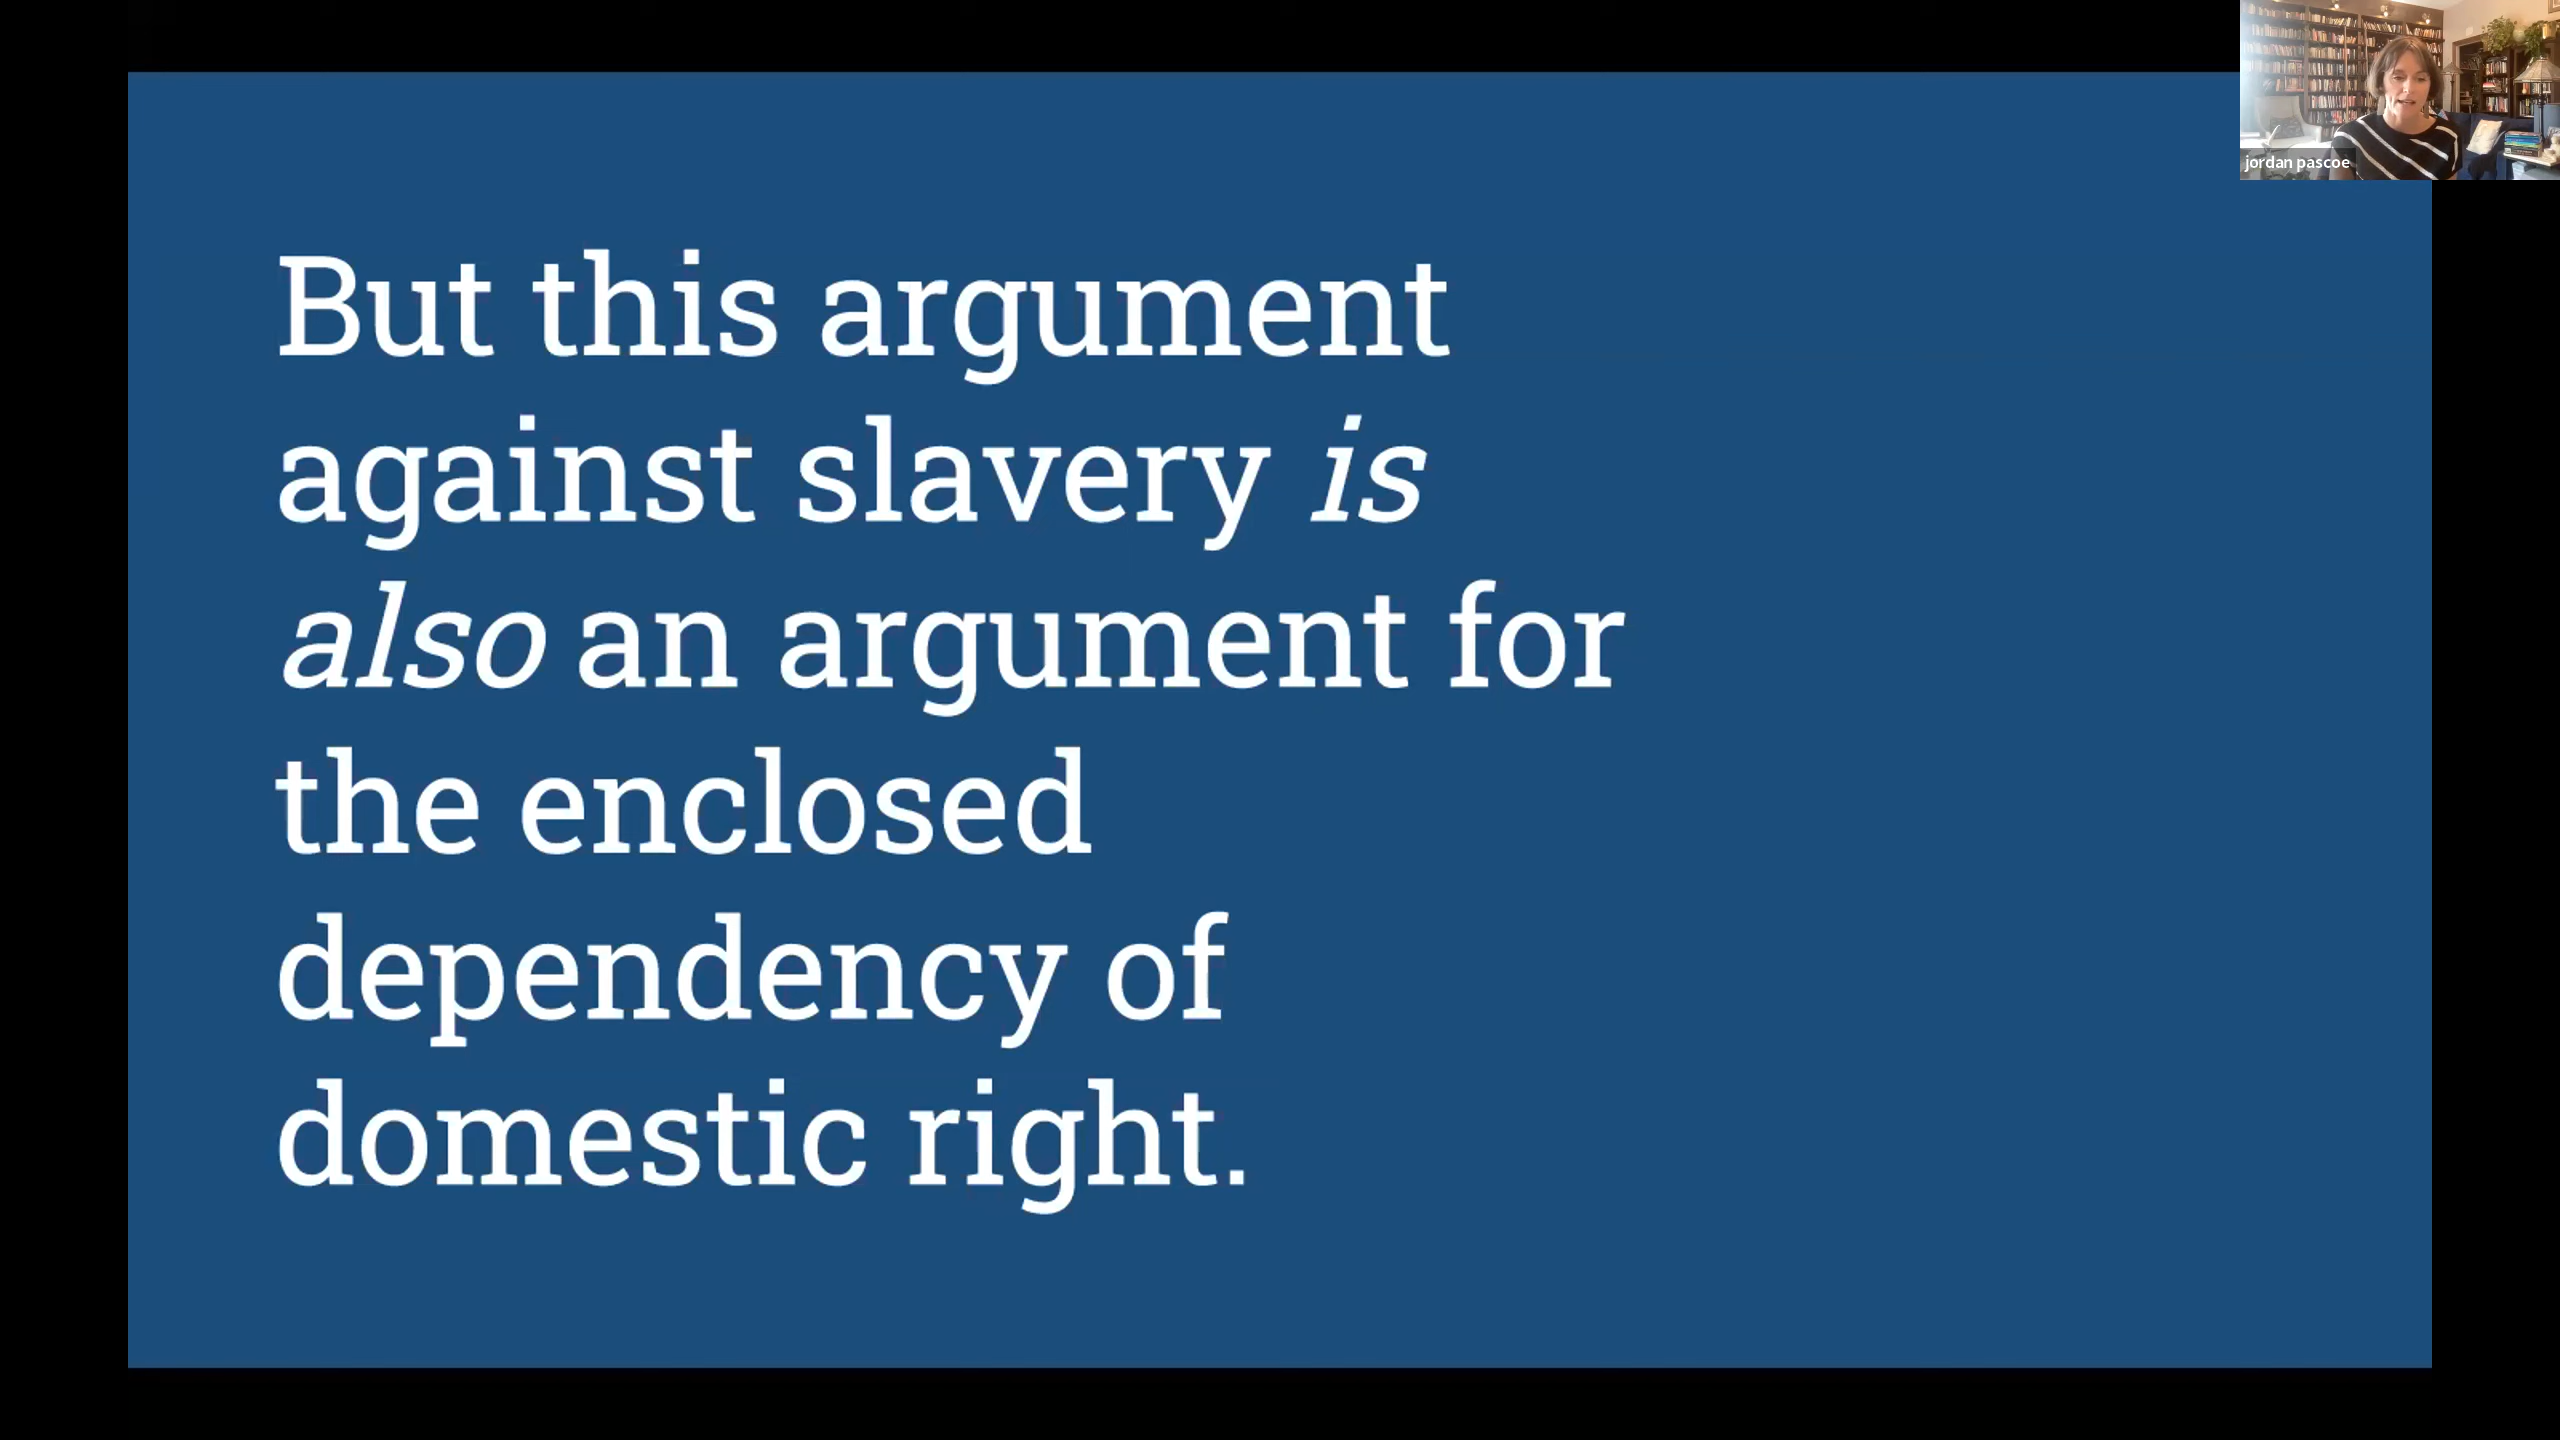 But this argument
against slavery is
also an argument for
the enclosed
dependency of
domestic right.
jordan pascoe